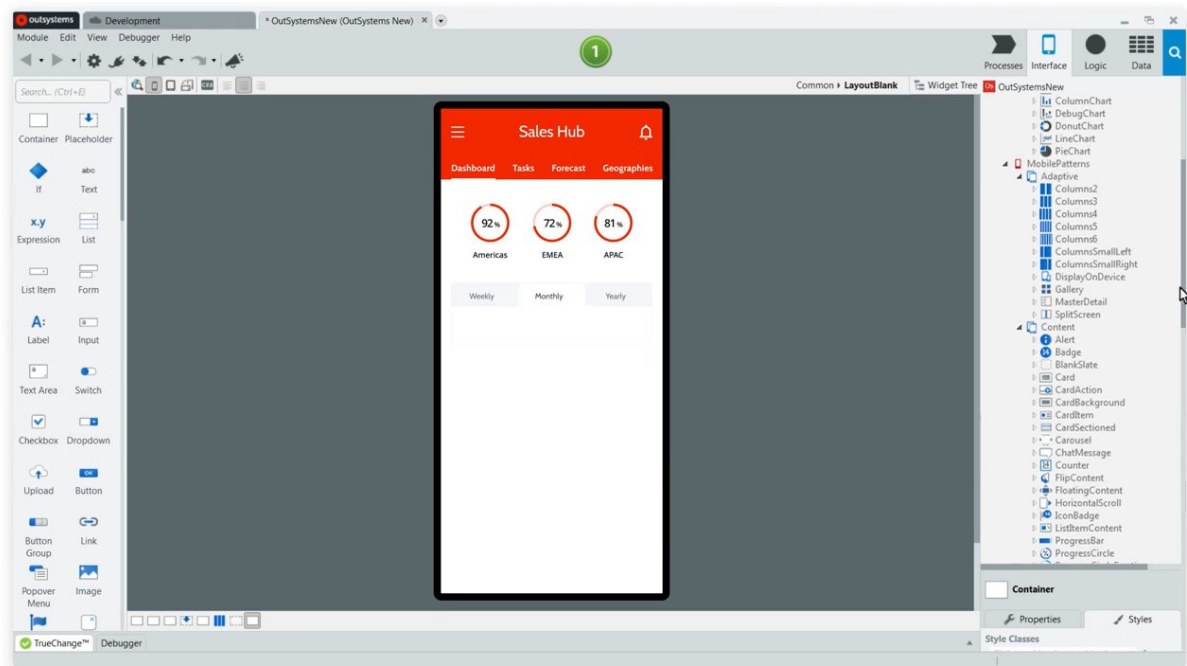 outsystems Development * OutSystemsNew (OutSystems New)
Module Edit View Debugger Help
1
Processes Interface Logic Data
Search... (Ctrl+E)
CSS
Common LayoutBlank Widget Tree
Os OutSystemsNew
Container Placeholder
abc
If Text
x.y
Expression List
List Item Form
A:
Label Input
Text Area Switch
Checkbox Dropdown
OK
Upload Button
Button Group Link
Popover Menu Image
Sales Hub
Dashboard Tasks Forecast Geographies
92% 72% 81%
Americas EMEA APAC
Weekly Monthly Yearly
ColumnChart
DebugChart
DonutChart
LineChart
PieChart
MobilePatterns
Adaptive
Columns2
Columns3
Columns4
Columns5
Columns6
ColumnsSmallLeft
ColumnsSmallRight
DisplayOnDevice
Gallery
MasterDetail
SplitScreen
Content
Alert
Badge
BlankSlate
Card
CardAction
CardBackground
CardItem
CardSectioned
Carousel
ChatMessage
Counter
FlipContent
FloatingContent
HorizontalScroll
IconBadge
ListItemContent
ProgressBar
ProgressCircle
Container
Properties Styles
Style Classes
TrueChange™ Debugger